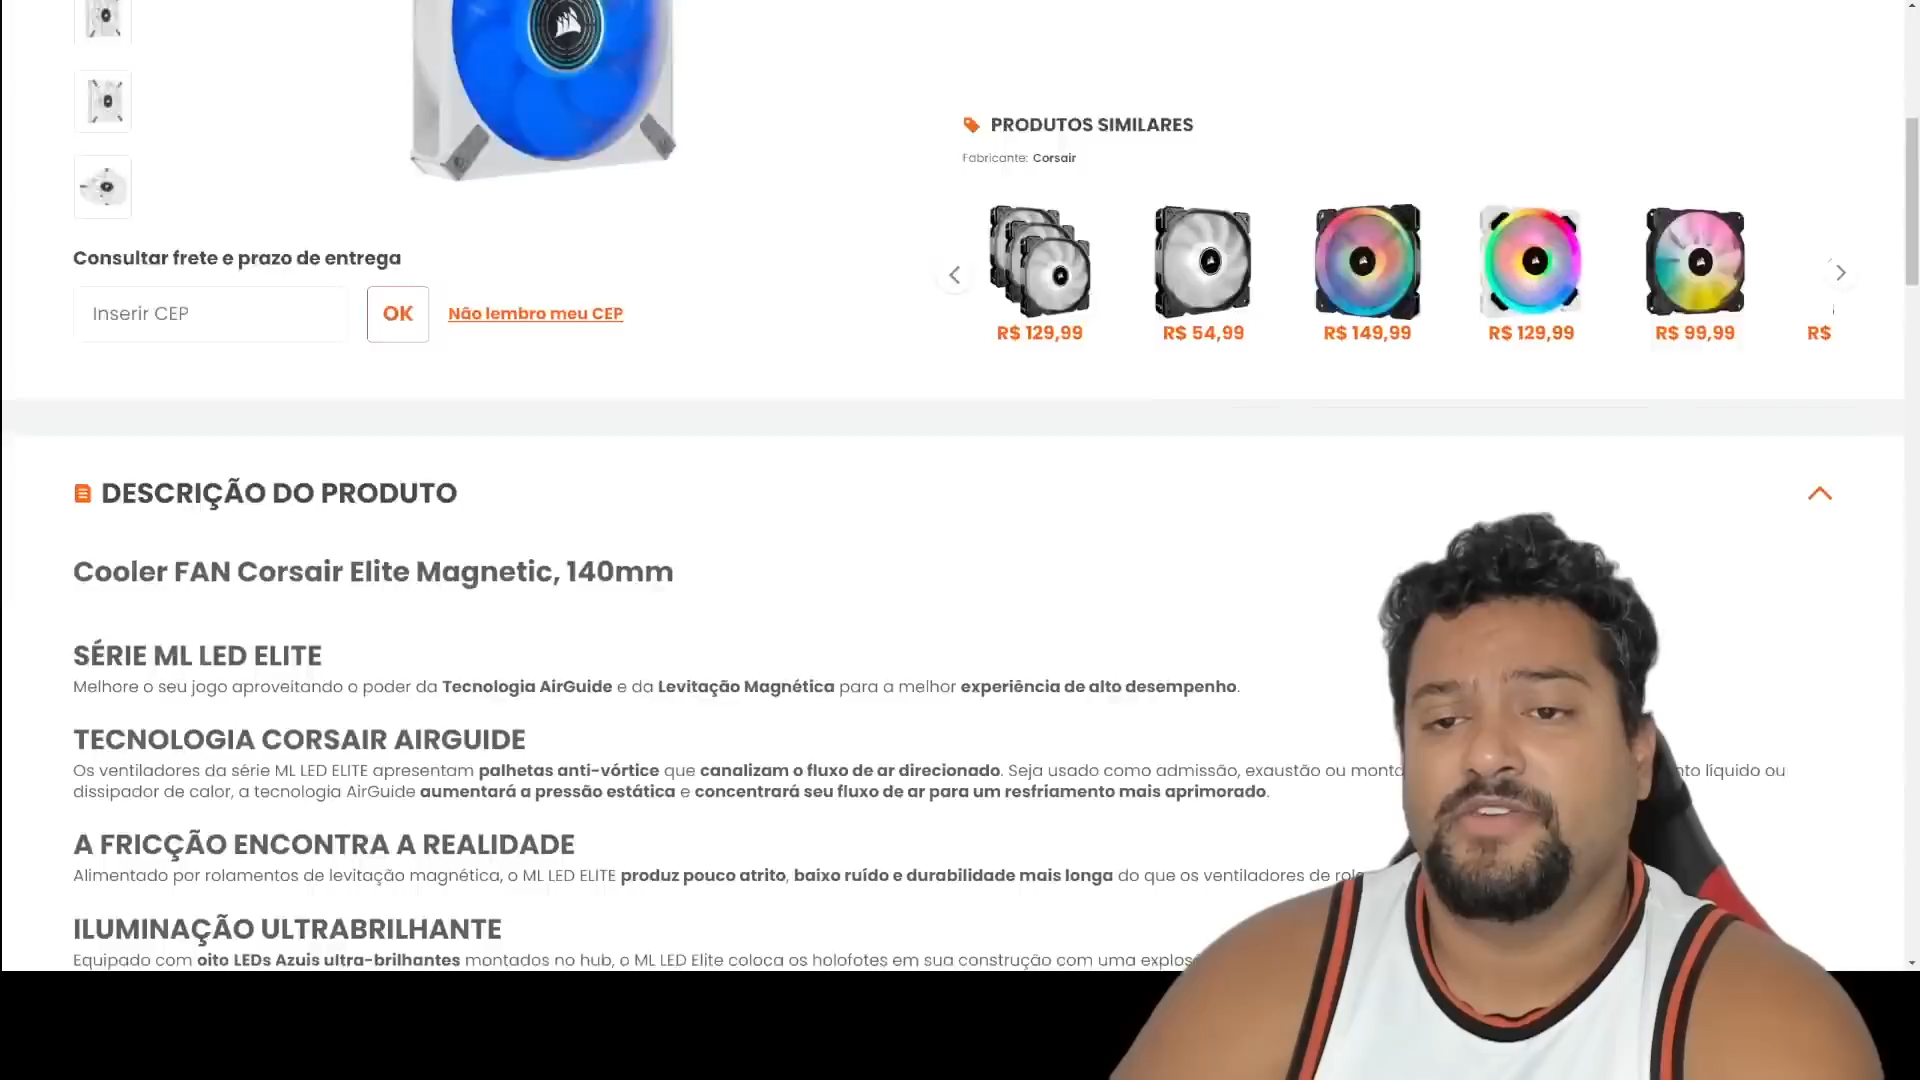 PRODUTOS SIMILARES
Fabricante: Corsair
R$ 129,99
R$ 54,99
R$ 149,99
R$ 129,99
R$ 99,99
R$
Consultar frete e prazo de entrega
Inserir CEP
OK
Não lembro meu CEP
DESCRIÇÃO DO PRODUTO
Cooler FAN Corsair Elite Magnetic, 140mm
SÉRIE ML LED ELITE
Melhore o seu jogo aproveitando o poder da Tecnologia AirGuide e da Levitação Magnética para a melhor experiência de alto desempenho.
TECNOLOGIA CORSAIR AIRGUIDE
Os ventiladores da série ML LED ELITE apresentam palhetas anti-vórtice que canalizam o fluxo de ar direcionado. Seja usado como admissão, exaustão ou monta nto líquido ou
dissipador de calor, a tecnologia AirGuide aumentará a pressão estática e concentrará seu fluxo de ar para um resfriamento mais aprimorado.
A FRICÇÃO ENCONTRA A REALIDADE
Alimentado por rolamentos de levitação magnética, o ML LED ELITE produz pouco atrito, baixo ruído e durabilidade mais longa do que os ventiladores de
ILUMINAÇÃO ULTRABRILHANTE
Equipado com oito LEDs Azuis ultra-brilhantes montados no hub, o ML LED Elite coloca os holofotes em sua construção com uma